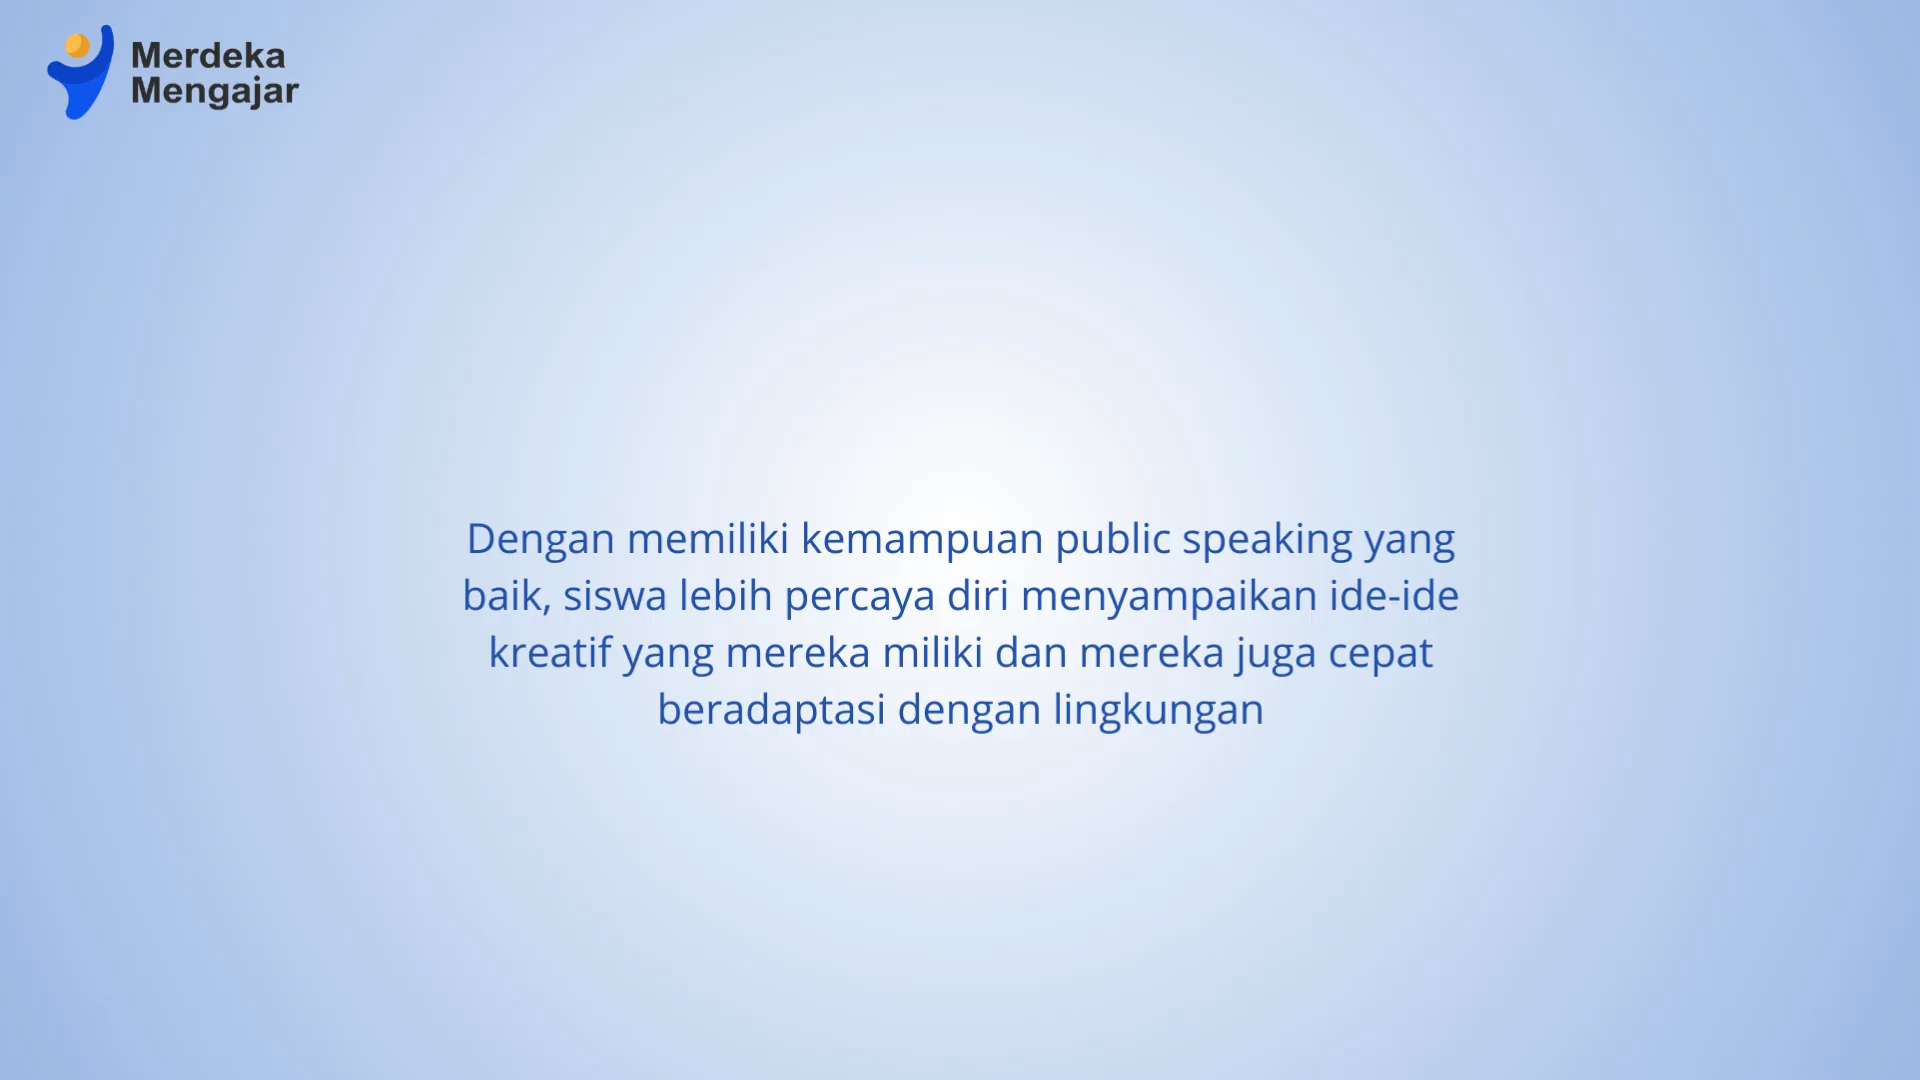 Merdeka
Mengajar
Dengan memiliki kemampuan public speaking yang
baik, siswa lebih percaya diri menyampaikan ide-ide
kreatif yang mereka miliki dan mereka juga cepat
beradaptasi dengan lingkungan